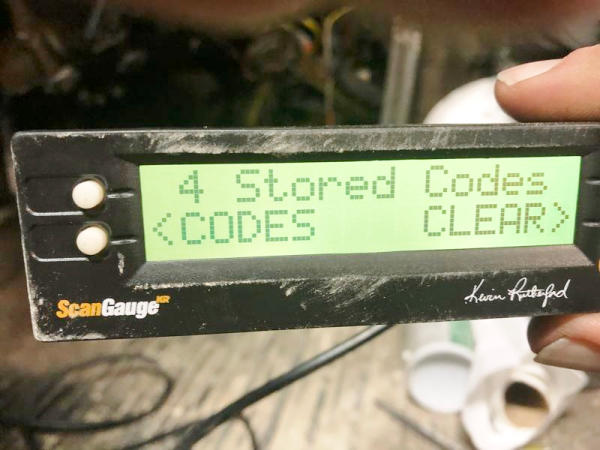 4 Stored Codes
<CODES CLEAR>
ScanGauge KR
Kevin Rutherford